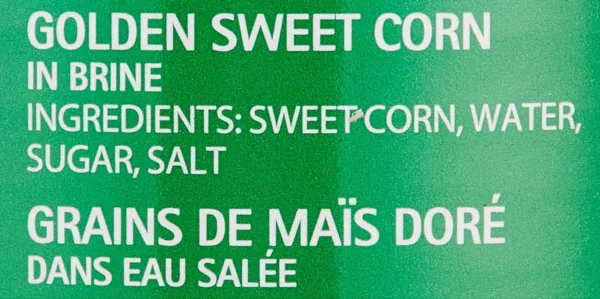 GOLDEN SWEET CORN
IN BRINE
INGREDIENTS: SWEET CORN, WATER,
SUGAR, SALT
GRAINS DE MAÏS DORÉ
DANS EAU SALÉE